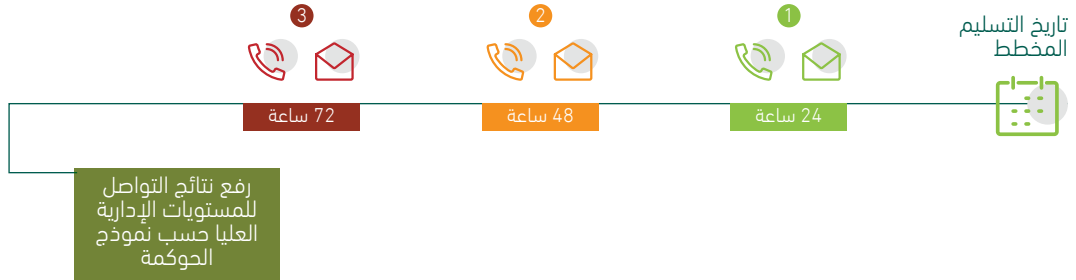 تاريخ التسليم
المخطط
1
2
3
24 ساعة
48 ساعة
72 ساعة
رفع نتائج التواصل
للمستويات الإدارية
العليا حسب نموذج
الحوكمة